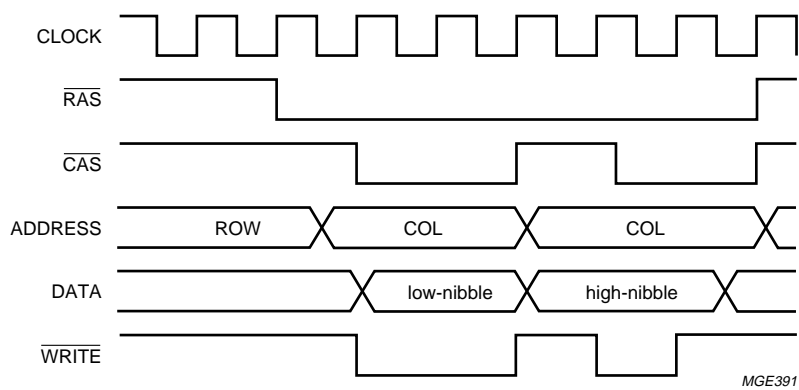 CLOCK
RAS
CAS
ADDRESS ROW COL COL
DATA low-nibble high-nibble
WRITE
MGE391